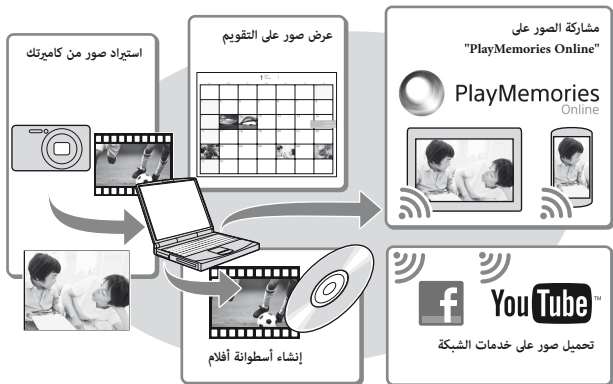 مشاركة الصور على
"PlayMemories Online"
PlayMemories
Online
عرض صور على التقويم
استيراد صور من كاميرتك
إنشاء أسطوانة أفلام
f
YouTube™
تحميل صور على خدمات الشبكة